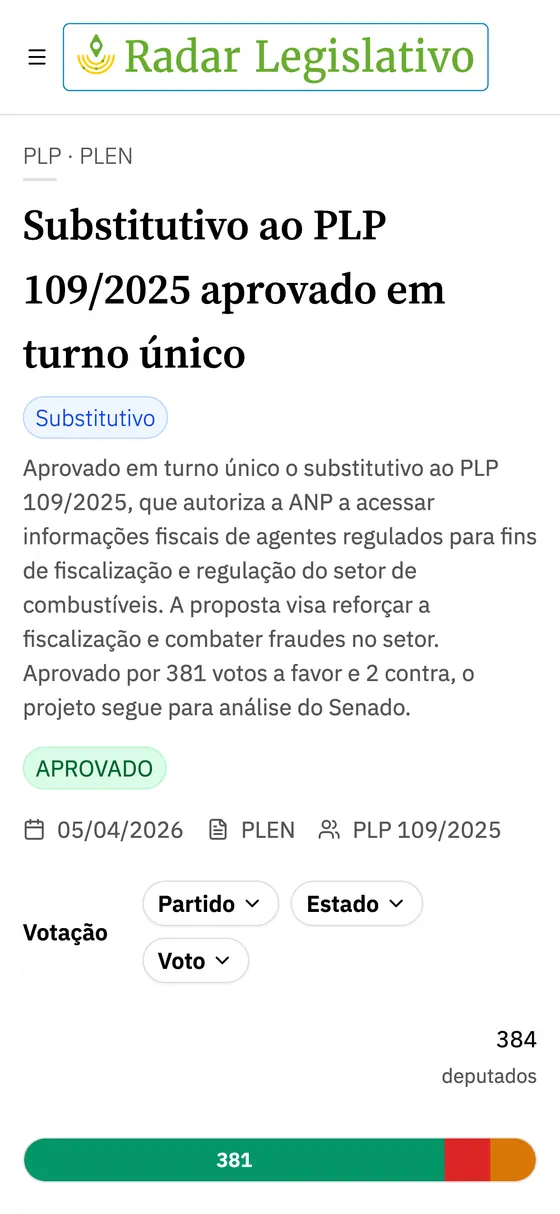 Radar Legislativo
PLP · PLEN
Substitutivo ao PLP
109/2025 aprovado em
turno único
Substitutivo
Aprovado em turno único o substitutivo ao PLP
109/2025, que autoriza a ANP a acessar
informações fiscais de agentes regulados para fins
de fiscalização e regulação do setor de
combustíveis. A proposta visa reforçar a
fiscalização e combater fraudes no setor.
Aprovado por 381 votos a favor e 2 contra, o
projeto segue para análise do Senado.
APROVADO
05/04/2026 PLEN PLP 109/2025
Votação
Partido Estado
Voto
384
deputados
381